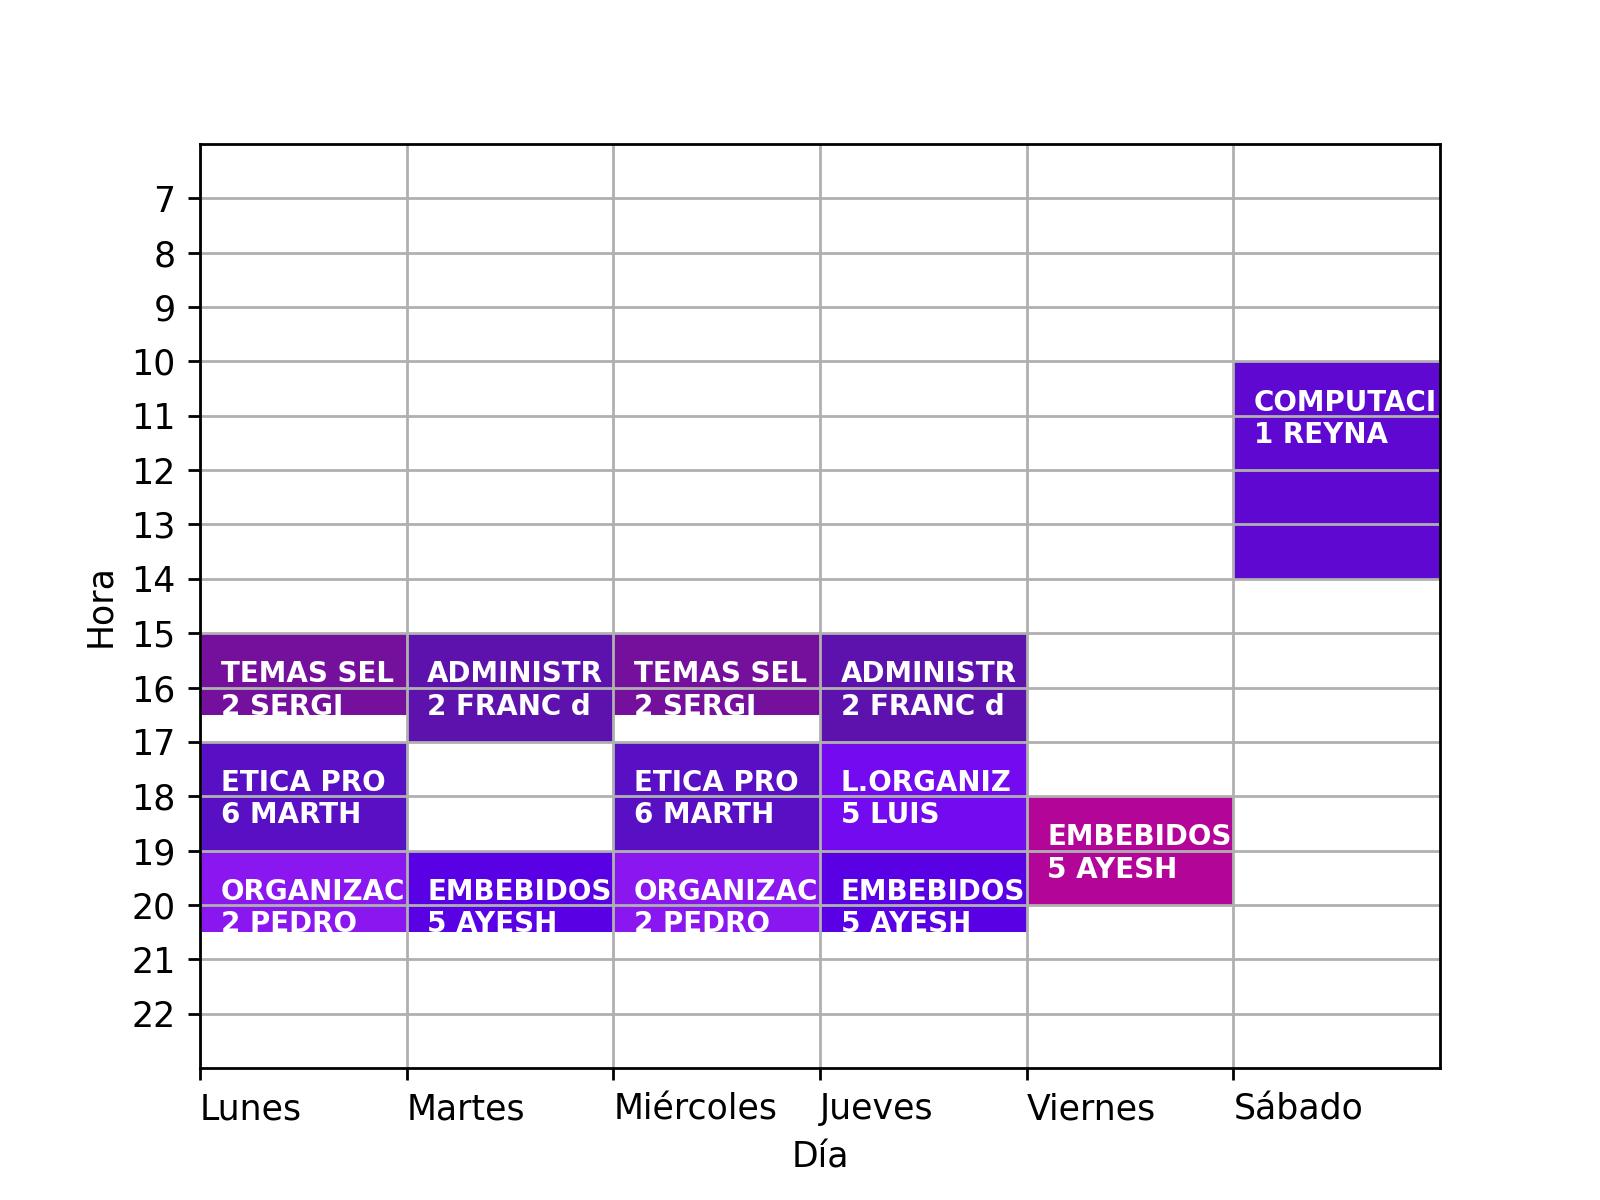 7
8
9
10
COMPUTACI
11
1 REYNA
12
13
14
Hora
15
TEMAS SEL
ADMINISTR
TEMAS SEL
ADMINISTR
16
2 SERGI
2 FRANC d
2 SERGI
2 FRANC d
17
ETICA PRO
ETICA PRO
L.ORGANIZ
18
6 MARTH
6 MARTH
5 LUIS
EMBEBIDOS
19
5 AYESH
ORGANIZAC
EMBEBIDOS
ORGANIZAC
EMBEBIDOS
20
2 PEDRO
5 AYESH
2 PEDRO
5 AYESH
21
22
Lunes
Martes
Miércoles
Jueves
Viernes
Sábado
Día